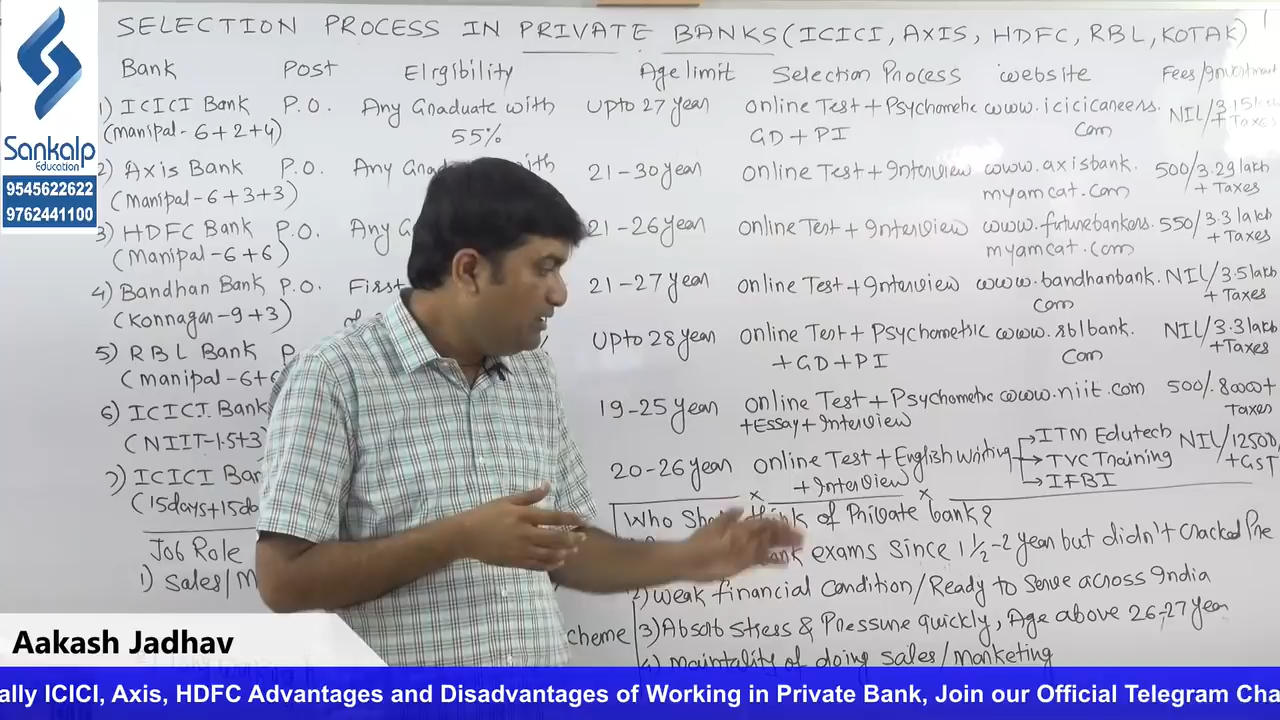 SELECTION PROCESS IN PRIVATE BANKS(ICICI, AXIS, HDFC, RBL, KOTAK)
Bank Post Elrgibility Age limit Selection Process website Fees/Investment
1) ICICI Bank P.O. Any Graduate with Upto 27 year online Test + Psychometric www.icicicareers. NIL/3.15 lakh
(manipal-6+2+4) 55% GD + PI com + Taxes
2) Axis Bank P.O. Any Graduate with 21-30 year online Test + Interview www.axisbank. 500/3.29 lakh
(Manipal-6+3+3) myamcat.com + Taxes
3) HDFC Bank P.O. Any G 21-26 year online Test + Interview www.futurebankers. 550/3.3 lakh
(Manipal-6+6) myamcat.com + Taxes
4) Bandhan Bank P.O. First 21-27 year online Test + Interview www.bandhanbank. NIL/3.5 lakh
(Konnagar-9+3) of com + Taxes
5) RBL Bank P Upto 28 year online Test + Psychometric www.rblbank. NIL/3.3 lakh
(manipal-6+6 + GD + PI com + Taxes
6) ICICI Bank 19-25 year online Test + Psychometric www.niit.com 500/.8000+
(NIIT-1.5+3) + Essay + Interview Taxes
7) ICICI Ban 20-26 year online Test + English writing ITM Edutech NIL/12500
(15days+15da + Interview TVC Training + GST
IFBI
Job Role
1) Sales/M
Who think of Private bank?
exams since 1 1/2-2 year but didn't cracked Pre
2) weak financial condition/Ready to Serve across India
cheme 3) Absorb stress & Pressure quickly, Age above 26-27 year
4) maintality of doing sales/marketing
Sankalp
Education
9545622622
9762441100
Aakash Jadhav
ally ICICI, Axis, HDFC Advantages and Disadvantages of Working in Private Bank, Join our Official Telegram Cha